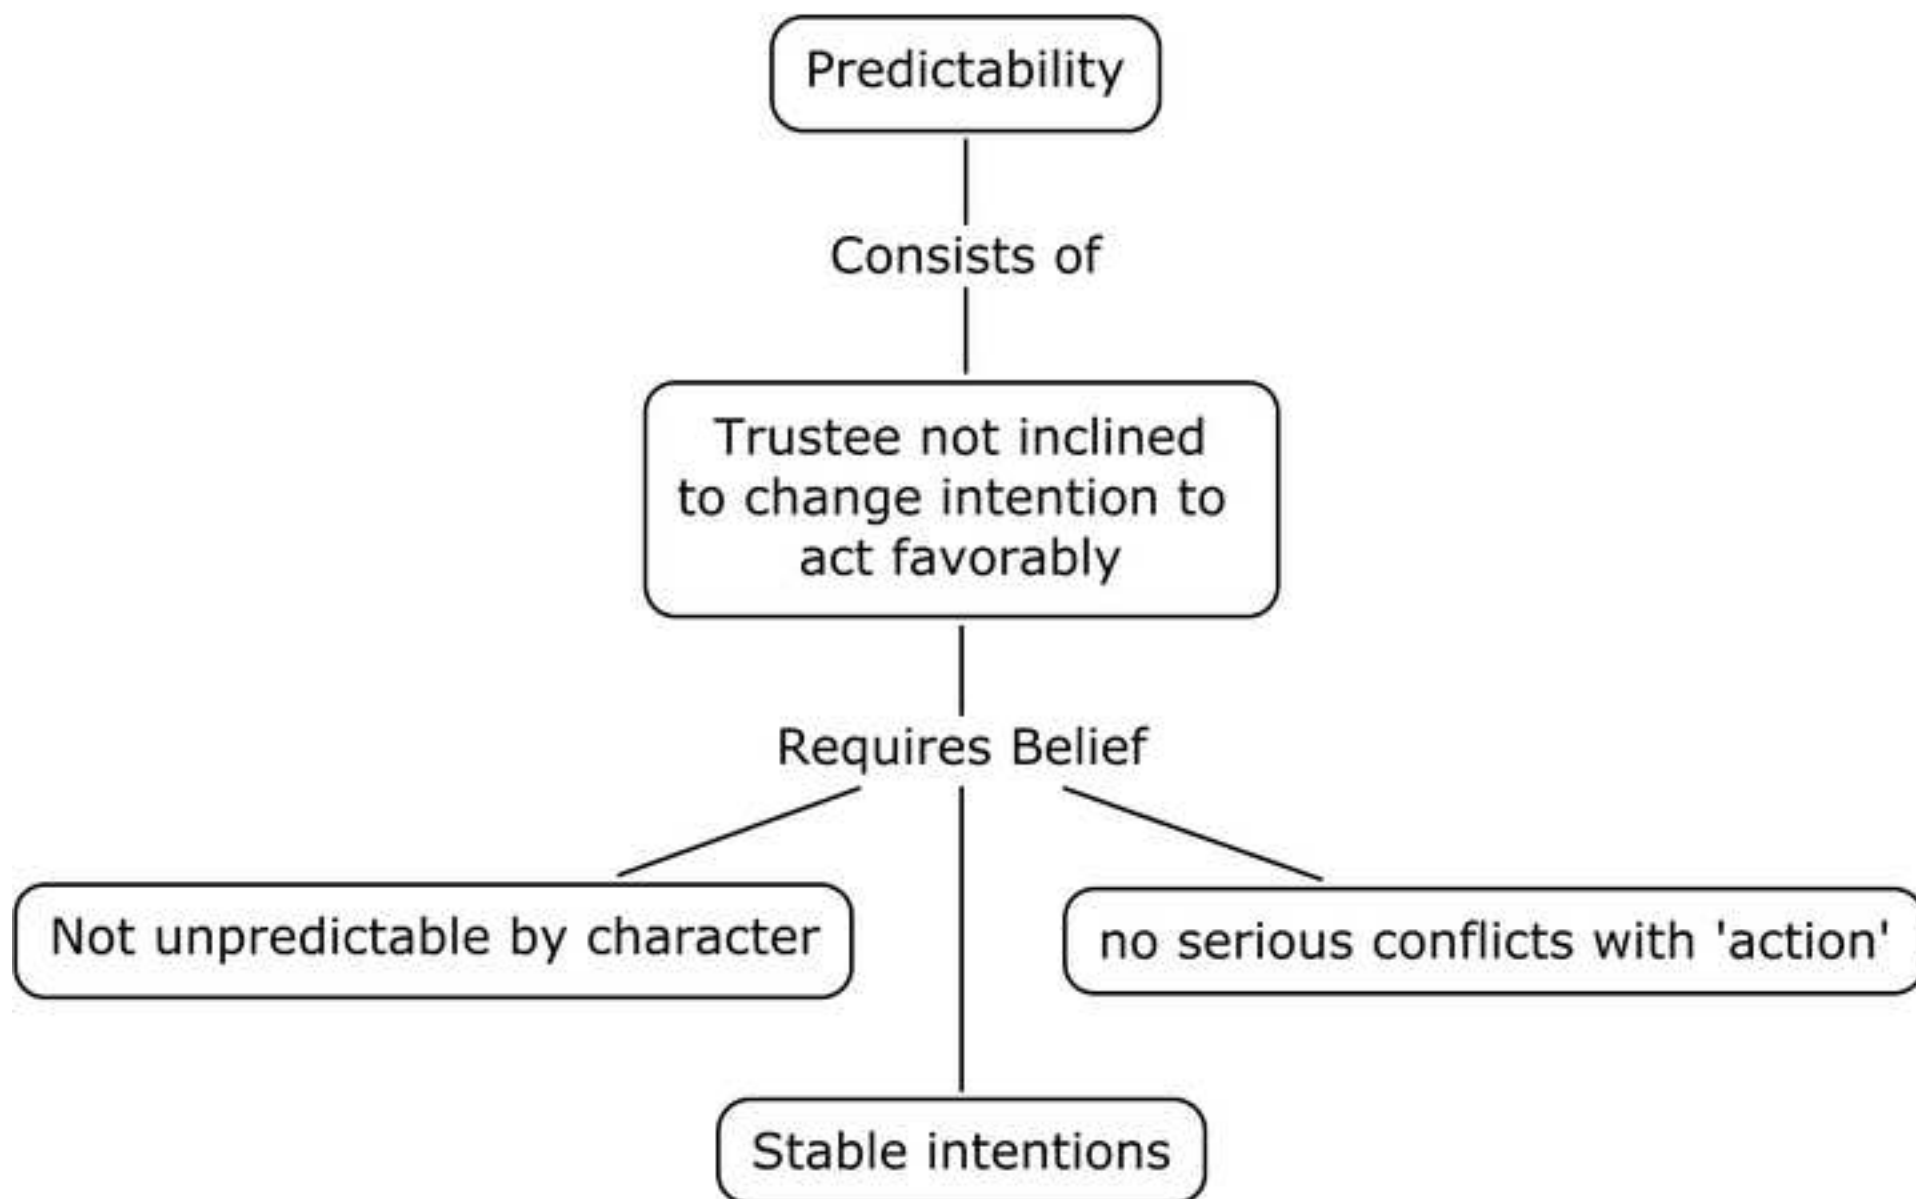 Predictability
Consists of
Trustee not inclined
to change intention to
act favorably
Requires Belief
Not unpredictable by character
no serious conflicts with 'action'
Stable intentions